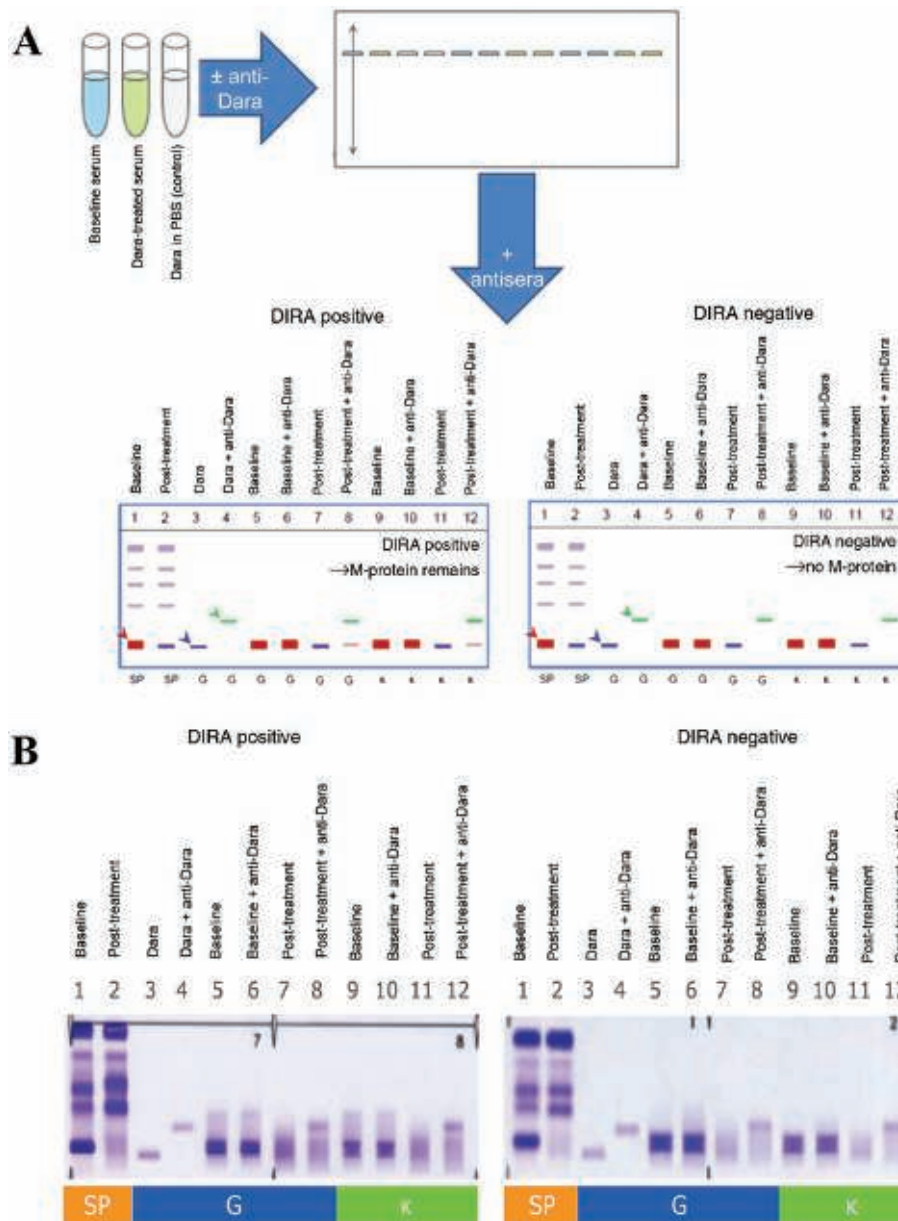 A
± anti-
Dara
Baseline serum
Dara-treated serum
Dara in PBS (control)
+
antisera
DIRA positive
Baseline
Post-treatment
Dara
Dara + anti-Dara
Baseline
Baseline + anti-Dara
Post-treatment
Post-treatment + anti-Dara
Baseline
Baseline + anti-Dara
Post-treatment
Post-treatment + anti-Dara
1 2 3 4 5 6 7 8 9 10 11 12
DIRA positive
→M-protein remains
SP SP G G G G G G κ κ κ κ
DIRA negative
Baseline
Post-treatment
Dara
Dara + anti-Dara
Baseline
Baseline + anti-Dara
Post-treatment
Post-treatment + anti-Dara
Baseline
Baseline + anti-Dara
Post-treatment
Post-treatment + anti-Dara
1 2 3 4 5 6 7 8 9 10 11 12
DIRA negative
→no M-protein
SP SP G G G G G G κ κ κ κ
B
DIRA positive
Baseline
Post-treatment
Dara
Dara + anti-Dara
Baseline
Baseline + anti-Dara
Post-treatment
Post-treatment + anti-Dara
Baseline
Baseline + anti-Dara
Post-treatment
Post-treatment + anti-Dara
1 2 3 4 5 6 7 8 9 10 11 12
7 8
SP G κ
DIRA negative
Baseline
Post-treatment
Dara
Dara + anti-Dara
Baseline
Baseline + anti-Dara
Post-treatment
Post-treatment + anti-Dara
Baseline
Baseline + anti-Dara
Post-treatment
1 2 3 4 5 6 7 8 9 10 11
1 1 2
SP G κ